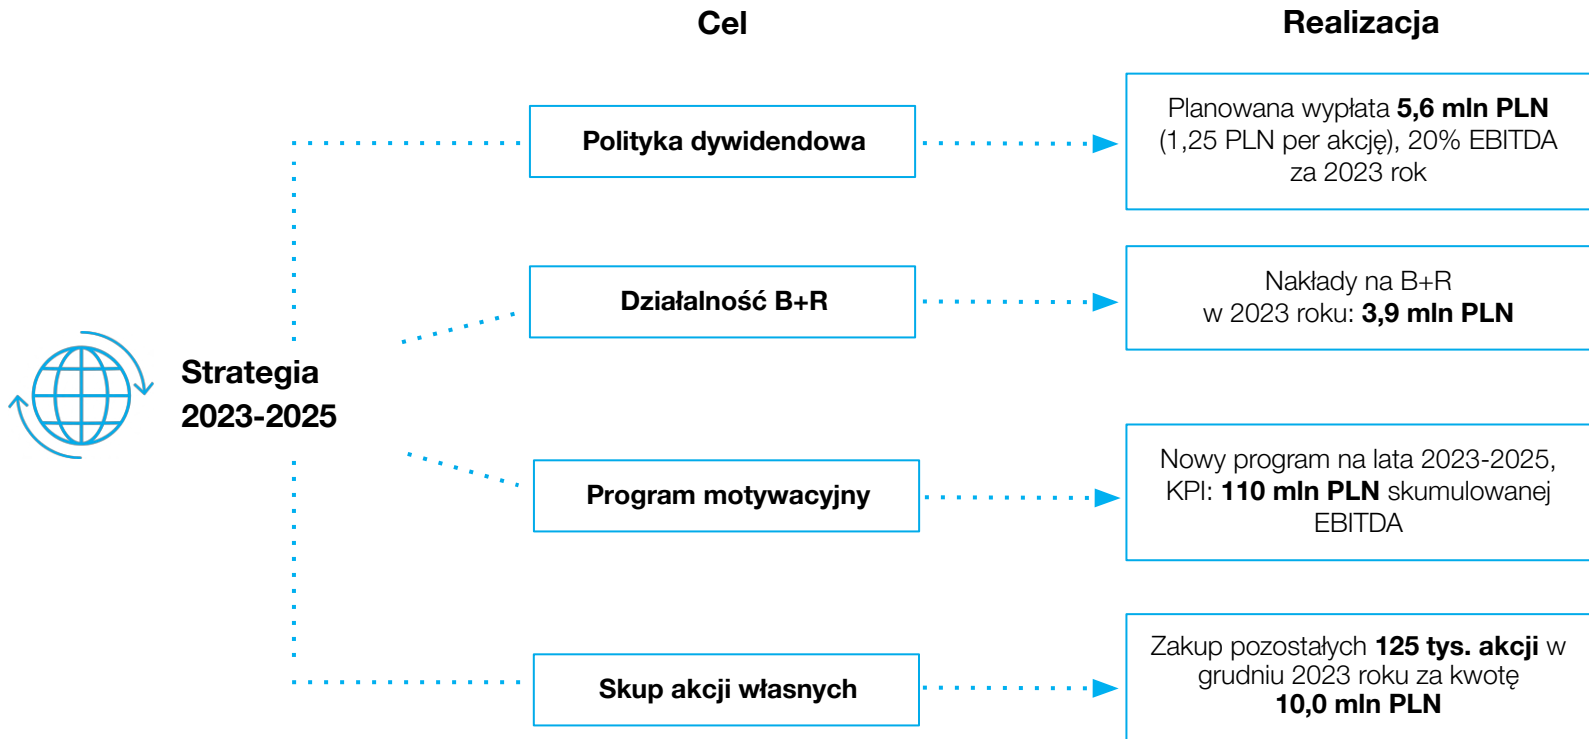 Cel
Realizacja
Strategia
2023-2025
Polityka dywidendowa
Planowana wypłata 5,6 mln PLN
(1,25 PLN per akcję), 20% EBITDA
za 2023 rok
Działalność B+R
Nakłady na B+R
w 2023 roku: 3,9 mln PLN
Program motywacyjny
Nowy program na lata 2023-2025,
KPI: 110 mln PLN skumulowanej
EBITDA
Skup akcji własnych
Zakup pozostałych 125 tys. akcji w
grudniu 2023 roku za kwotę
10,0 mln PLN